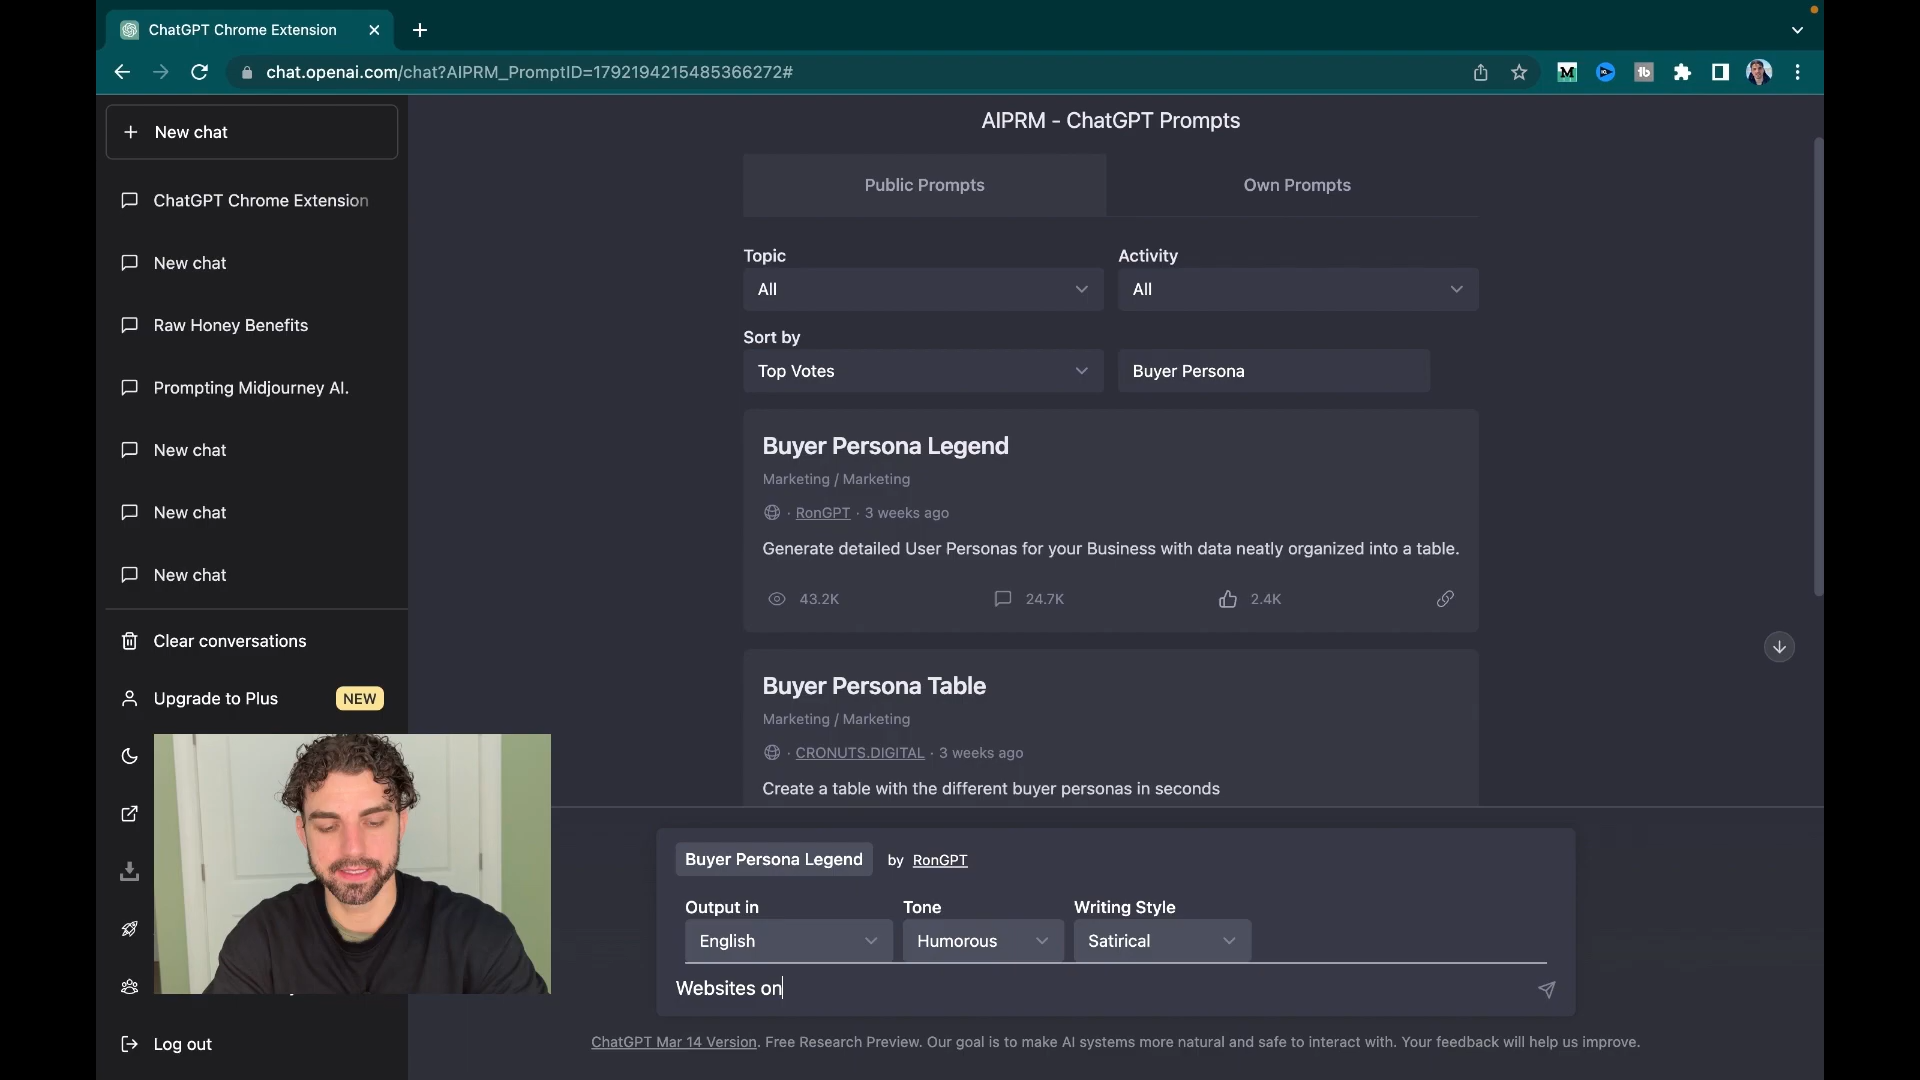 ChatGPT Chrome Extension
chat.openai.com/chat?AIPRM_PromptID=1792194215485366272#
New chat
ChatGPT Chrome Extension
New chat
Raw Honey Benefits
Prompting Midjourney AI.
New chat
New chat
New chat
Clear conversations
Upgrade to Plus NEW
Log out
AIPRM - ChatGPT Prompts
Public Prompts Own Prompts
Topic Activity
All All
Sort by
Top Votes Buyer Persona
Buyer Persona Legend
Marketing / Marketing
· RonGPT · 3 weeks ago
Generate detailed User Personas for your Business with data neatly organized into a table.
43.2K 24.7K 2.4K
Buyer Persona Table
Marketing / Marketing
· CRONUTS.DIGITAL · 3 weeks ago
Create a table with the different buyer personas in seconds
Buyer Persona Legend by RonGPT
Output in Tone Writing Style
English Humorous Satirical
Websites on
ChatGPT Mar 14 Version. Free Research Preview. Our goal is to make AI systems more natural and safe to interact with. Your feedback will help us improve.